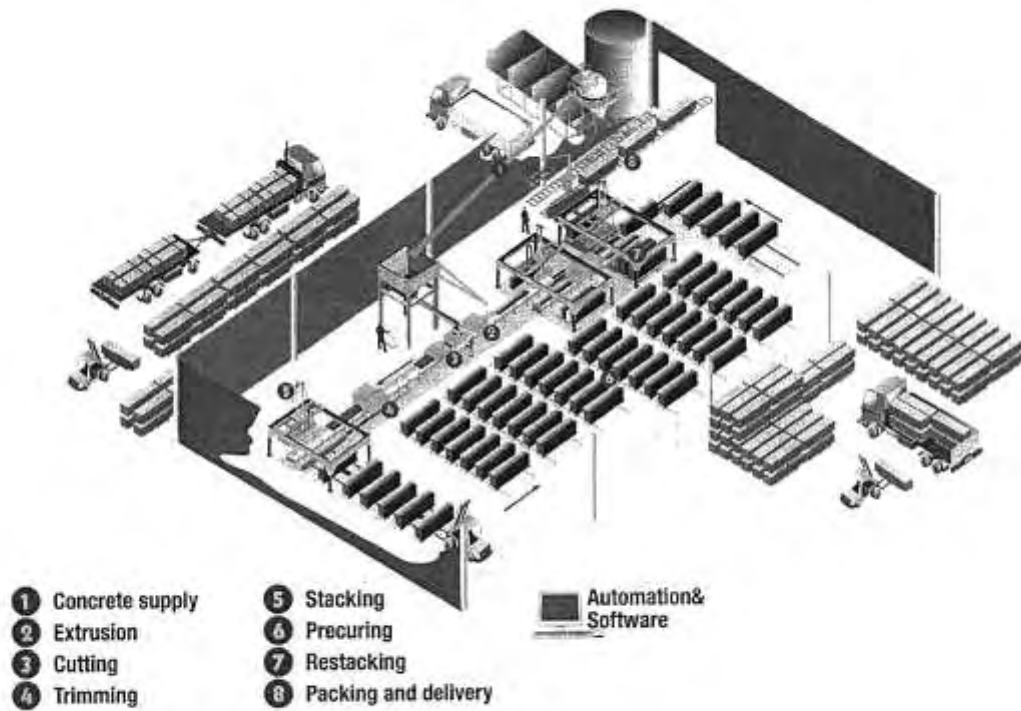 1 Concrete supply
2 Extrusion
3 Cutting
4 Trimming
5 Stacking
6 Precuring
7 Restacking
8 Packing and delivery
Automation&
Software